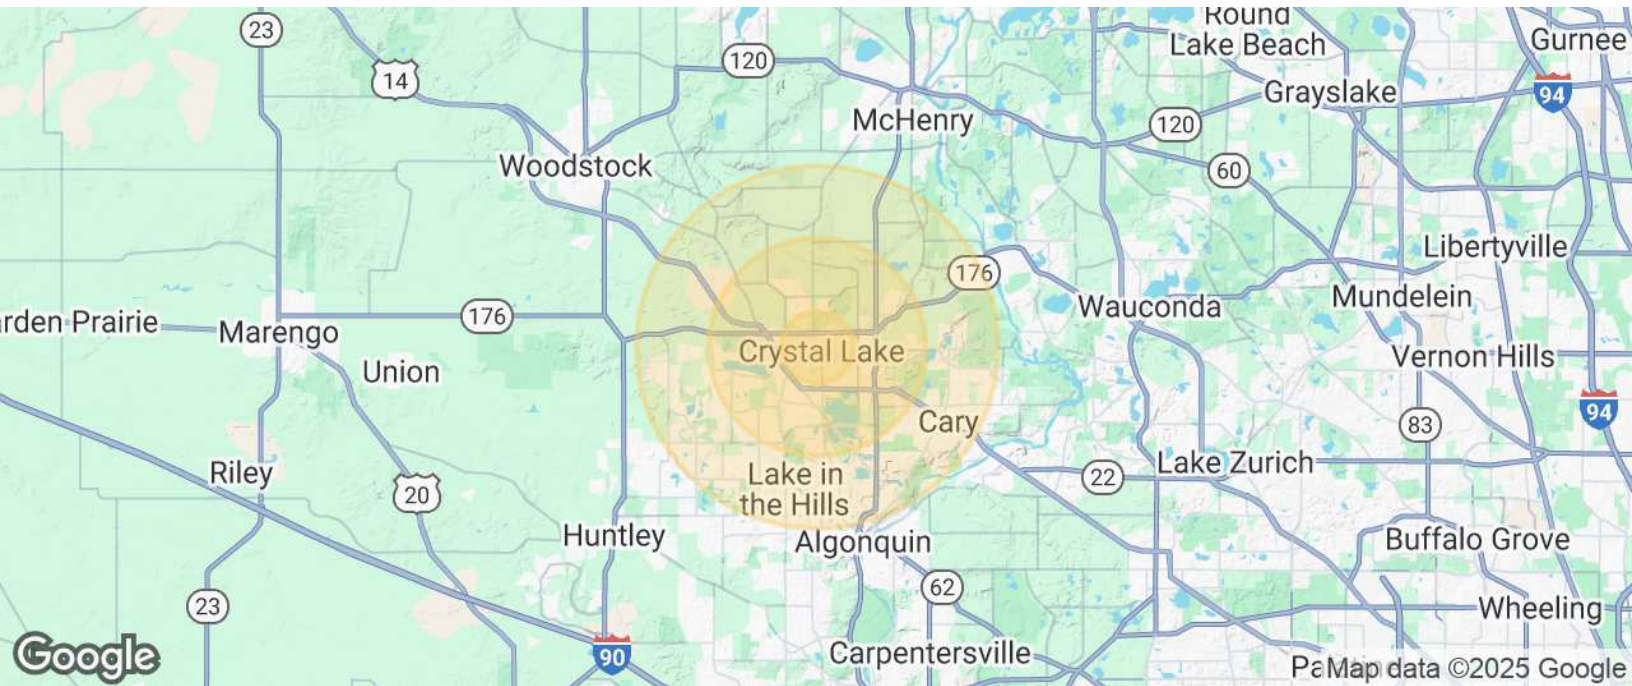 23
Round
Lake Beach
Gurnee
14
120
94
Grayslake
McHenry
120
Woodstock
60
Libertyville
176
Mundelein
Wauconda
arden Prairie
176
Marengo
Crystal Lake
Vernon Hills
Union
94
Cary
83
Lake Zurich
Riley
Lake in
the Hills
22
20
Huntley
Algonquin
Buffalo Grove
62
23
Wheeling
Google
90
Carpentersville
Map data ©2025 Google